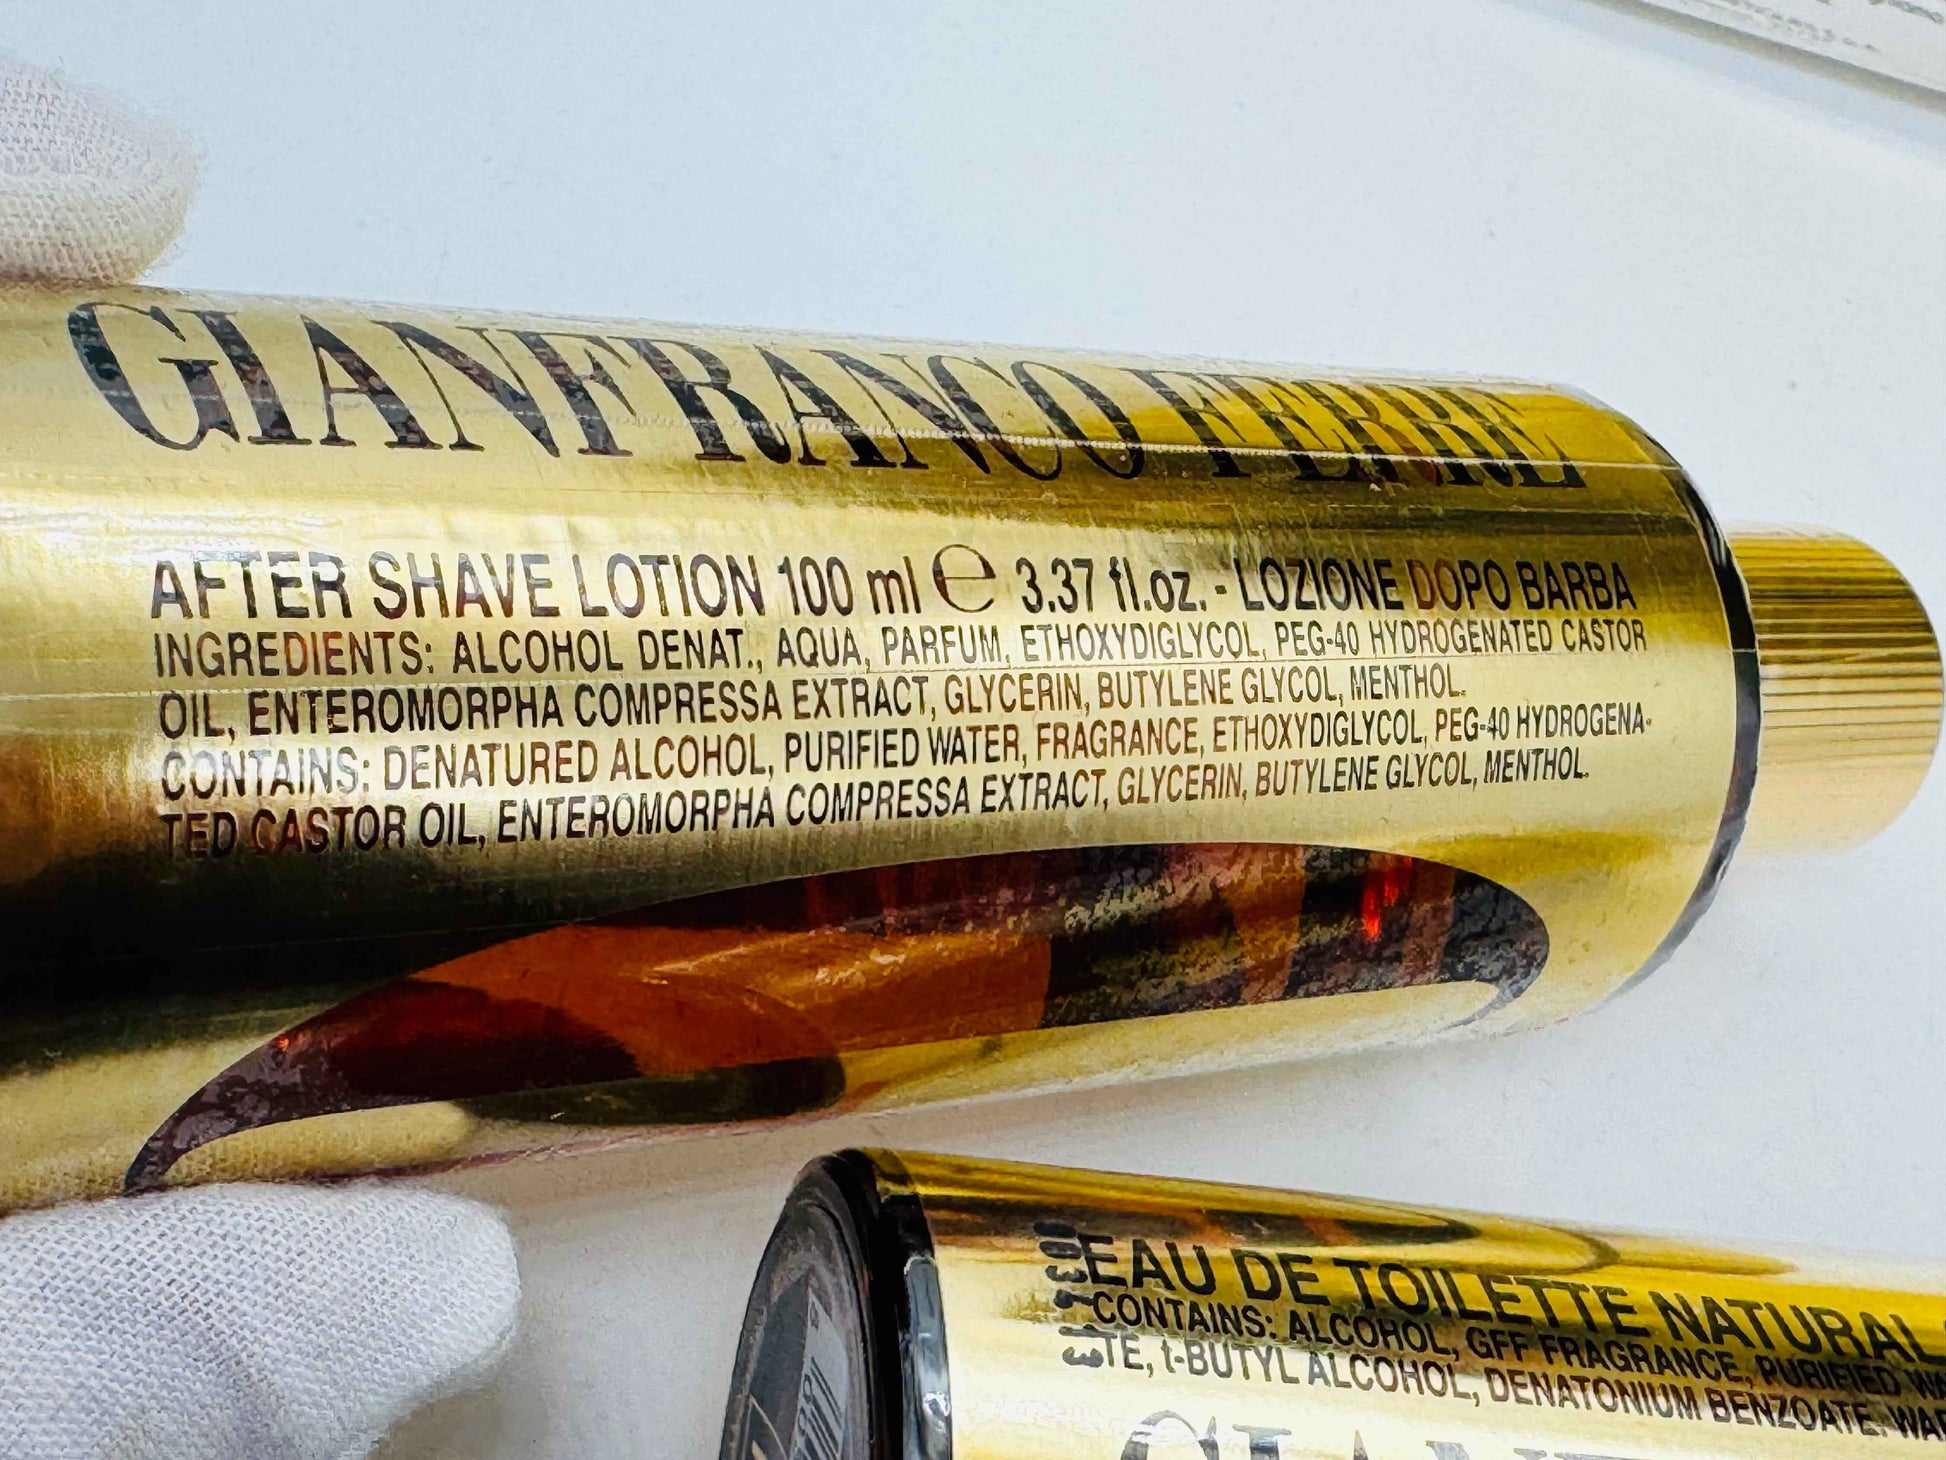 GIANFRANCO FERRE
AFTER SHAVE LOTION 100 ml ℮ 3.37 fl.oz. - LOZIONE DOPO BARBA
INGREDIENTS: ALCOHOL DENAT., AQUA, PARFUM, ETHOXYDIGLYCOL, PEG-40 HYDROGENATED CASTOR
OIL, ENTEROMORPHA COMPRESSA EXTRACT, GLYCERIN, BUTYLENE GLYCOL, MENTHOL.
CONTAINS: DENATURED ALCOHOL, PURIFIED WATER, FRAGRANCE, ETHOXYDIGLYCOL, PEG-40 HYDROGENA-
TED CASTOR OIL, ENTEROMORPHA COMPRESSA EXTRACT, GLYCERIN, BUTYLENE GLYCOL, MENTHOL.
EAU DE TOILETTE NATURAL
CONTAINS: ALCOHOL, GFF FRAGRANCE, PURIFIED
TE, t-BUTYL ALCOHOL, DENATONIUM BENZOATE.